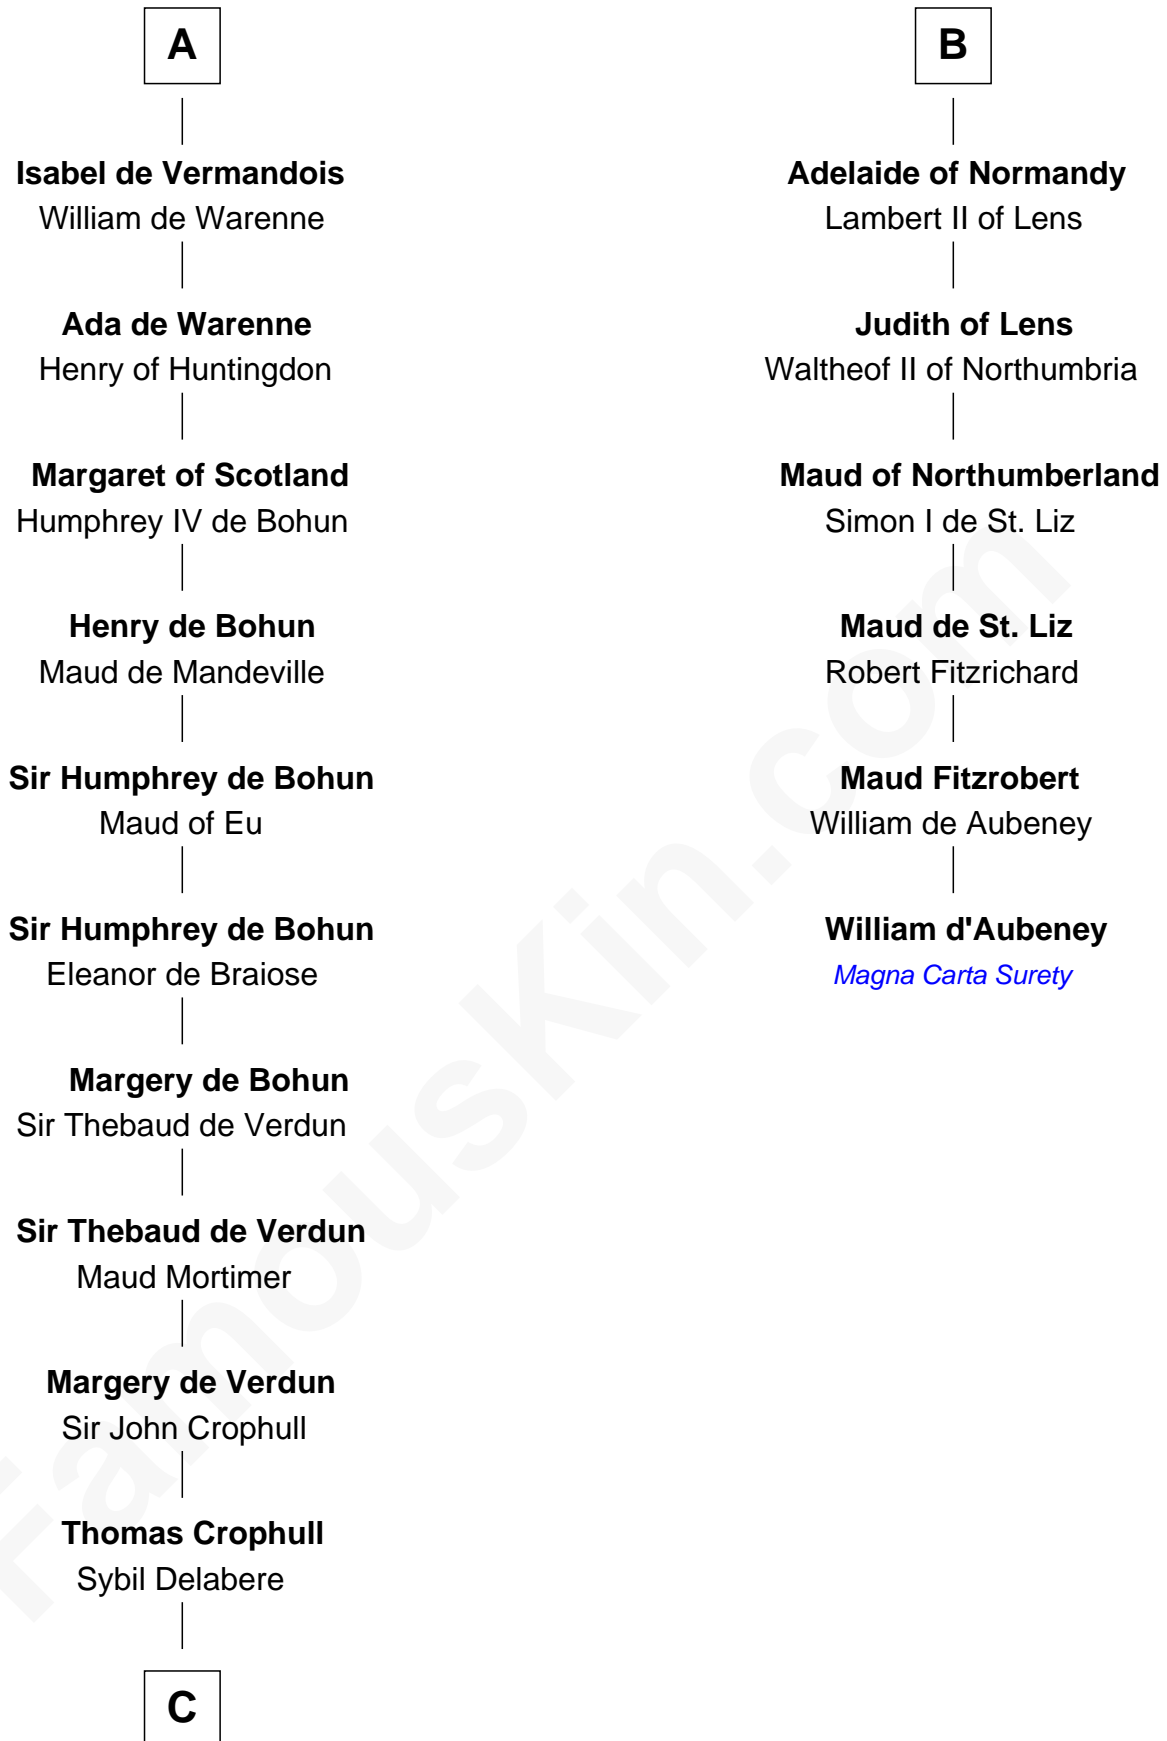 A
Isabel de Vermandois
William de Warenne
Ada de Warenne
Henry of Huntingdon
Margaret of Scotland
Humphrey IV de Bohun
Henry de Bohun
Maud de Mandeville
Sir Humphrey de Bohun
Maud of Eu
Sir Humphrey de Bohun
Eleanor de Braiose
Margery de Bohun
Sir Thebaud de Verdun
Sir Thebaud de Verdun
Maud Mortimer
Margery de Verdun
Sir John Crophull
Thomas Crophull
Sybil Delabere
C
B
Adelaide of Normandy
Lambert II of Lens
Judith of Lens
Waltheof II of Northumbria
Maud of Northumberland
Simon I de St. Liz
Maud de St. Liz
Robert Fitzrichard
Maud Fitzrobert
William de Aubeney
William d'Aubeney
Magna Carta Surety
FamousKin.com